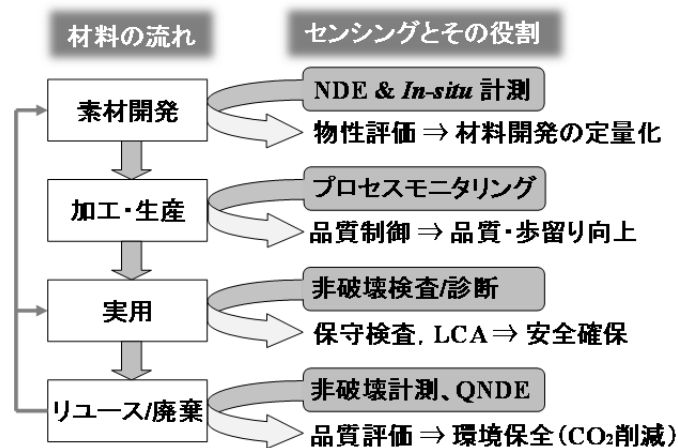 材料の流れ
センシングとその役割
素材開発
NDE & In-situ 計測
物性評価 ⇒ 材料開発の定量化
加工・生産
プロセスモニタリング
品質制御 ⇒ 品質・歩留り向上
実用
非破壊検査/診断
保守検査, LCA ⇒ 安全確保
リユース/廃棄
非破壊計測、QNDE
品質評価 ⇒ 環境保全(CO₂削減)